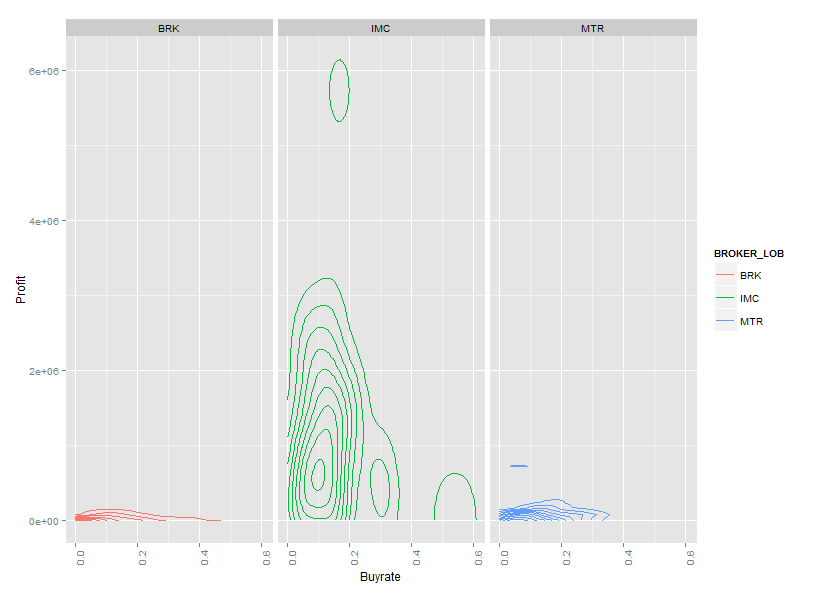 BRK IMC MTR
6e+06
4e+06
2e+06
0e+00
Profit
0.0 0.2 0.4 0.6 0.0 0.2 0.4 0.6 0.0 0.2 0.4 0.6
Buyrate
BROKER_LOB
BRK
IMC
MTR